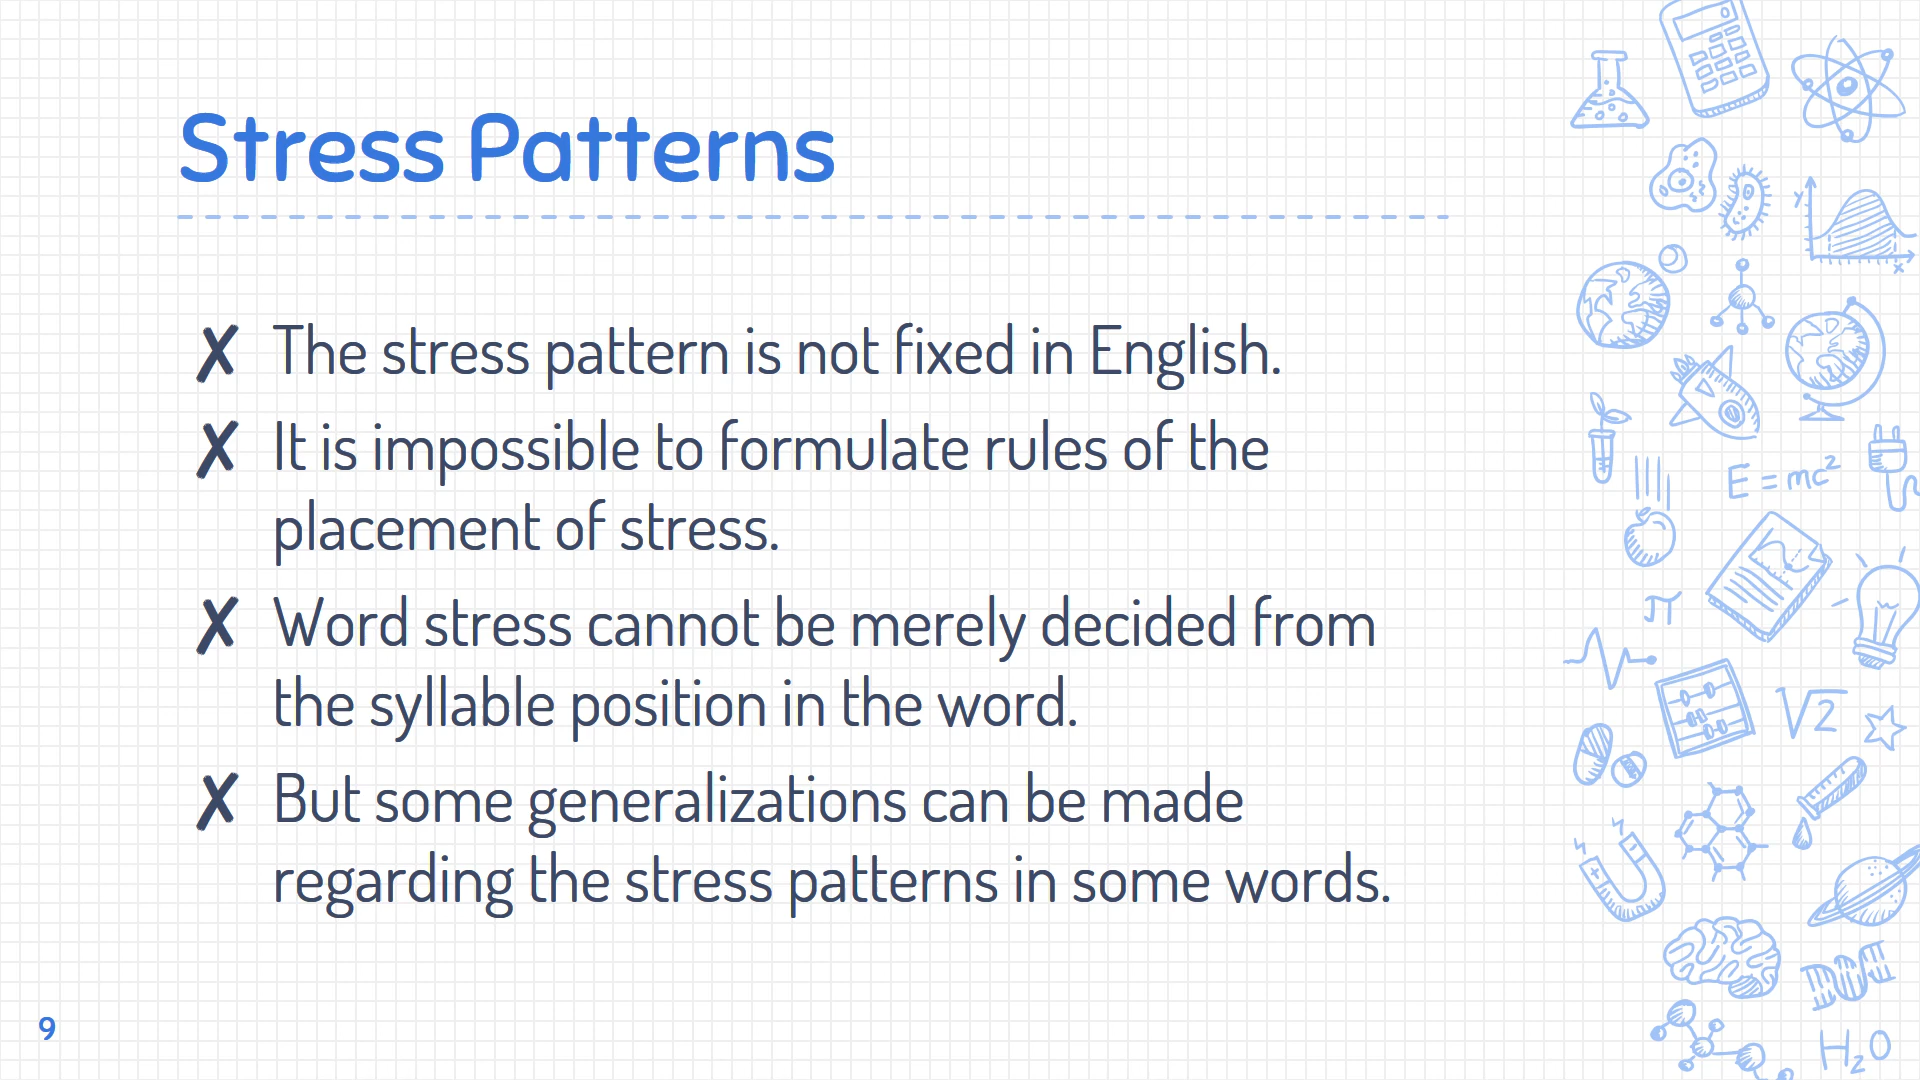 Stress Patterns
✗ The stress pattern is not fixed in English.
✗ It is impossible to formulate rules of the
placement of stress.
✗ Word stress cannot be merely decided from
the syllable position in the word.
✗ But some generalizations can be made
regarding the stress patterns in some words.
9
y
x
E = mc²
π
√2
H₂O